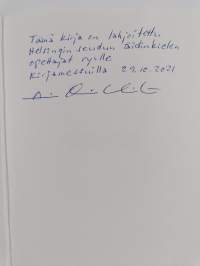 Tämä kirja on lahjoitettu
Helsingin seudun äidinkielen
opettajat ry:lle
Kirjamessuilla 29.10.2021